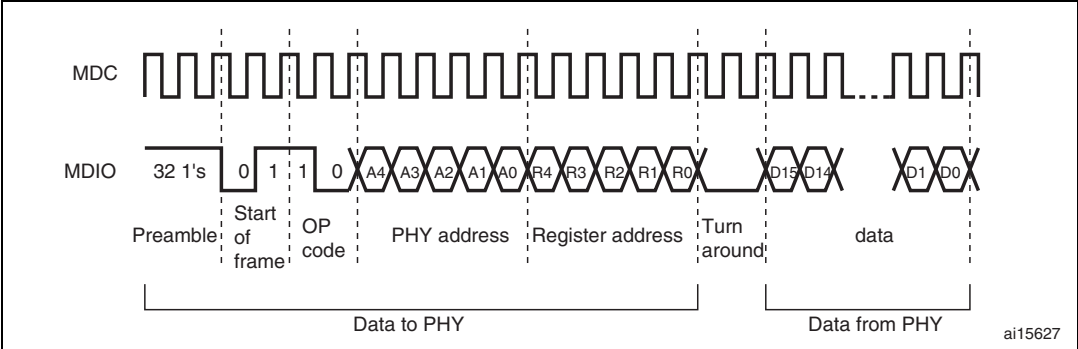 MDC
MDIO 32 1's 0 1 1 0 A4 A3 A2 A1 A0 R4 R3 R2 R1 R0 D15 D14 D1 D0
Preamble
Start
of
frame
OP
code
PHY address
Register address
Turn
around
data
Data to PHY
Data from PHY
ai15627